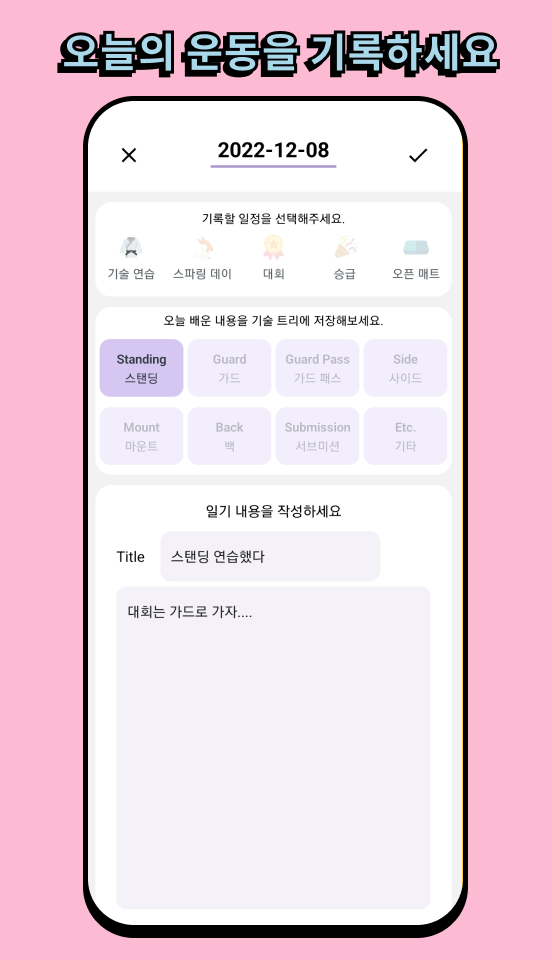 오늘의 운동을 기록하세요
2022-12-08
기록할 일정을 선택해주세요.
기술 연습 스파링 데이 대회 승급 오픈 매트
오늘 배운 내용을 기술 트리에 저장해보세요.
Standing Guard Guard Pass Side
스탠딩 가드 가드 패스 사이드
Mount Back Submission Etc.
마운트 백 서브미션 기타
일기 내용을 작성하세요
Title 스탠딩 연습했다
대회는 가드로 가자....